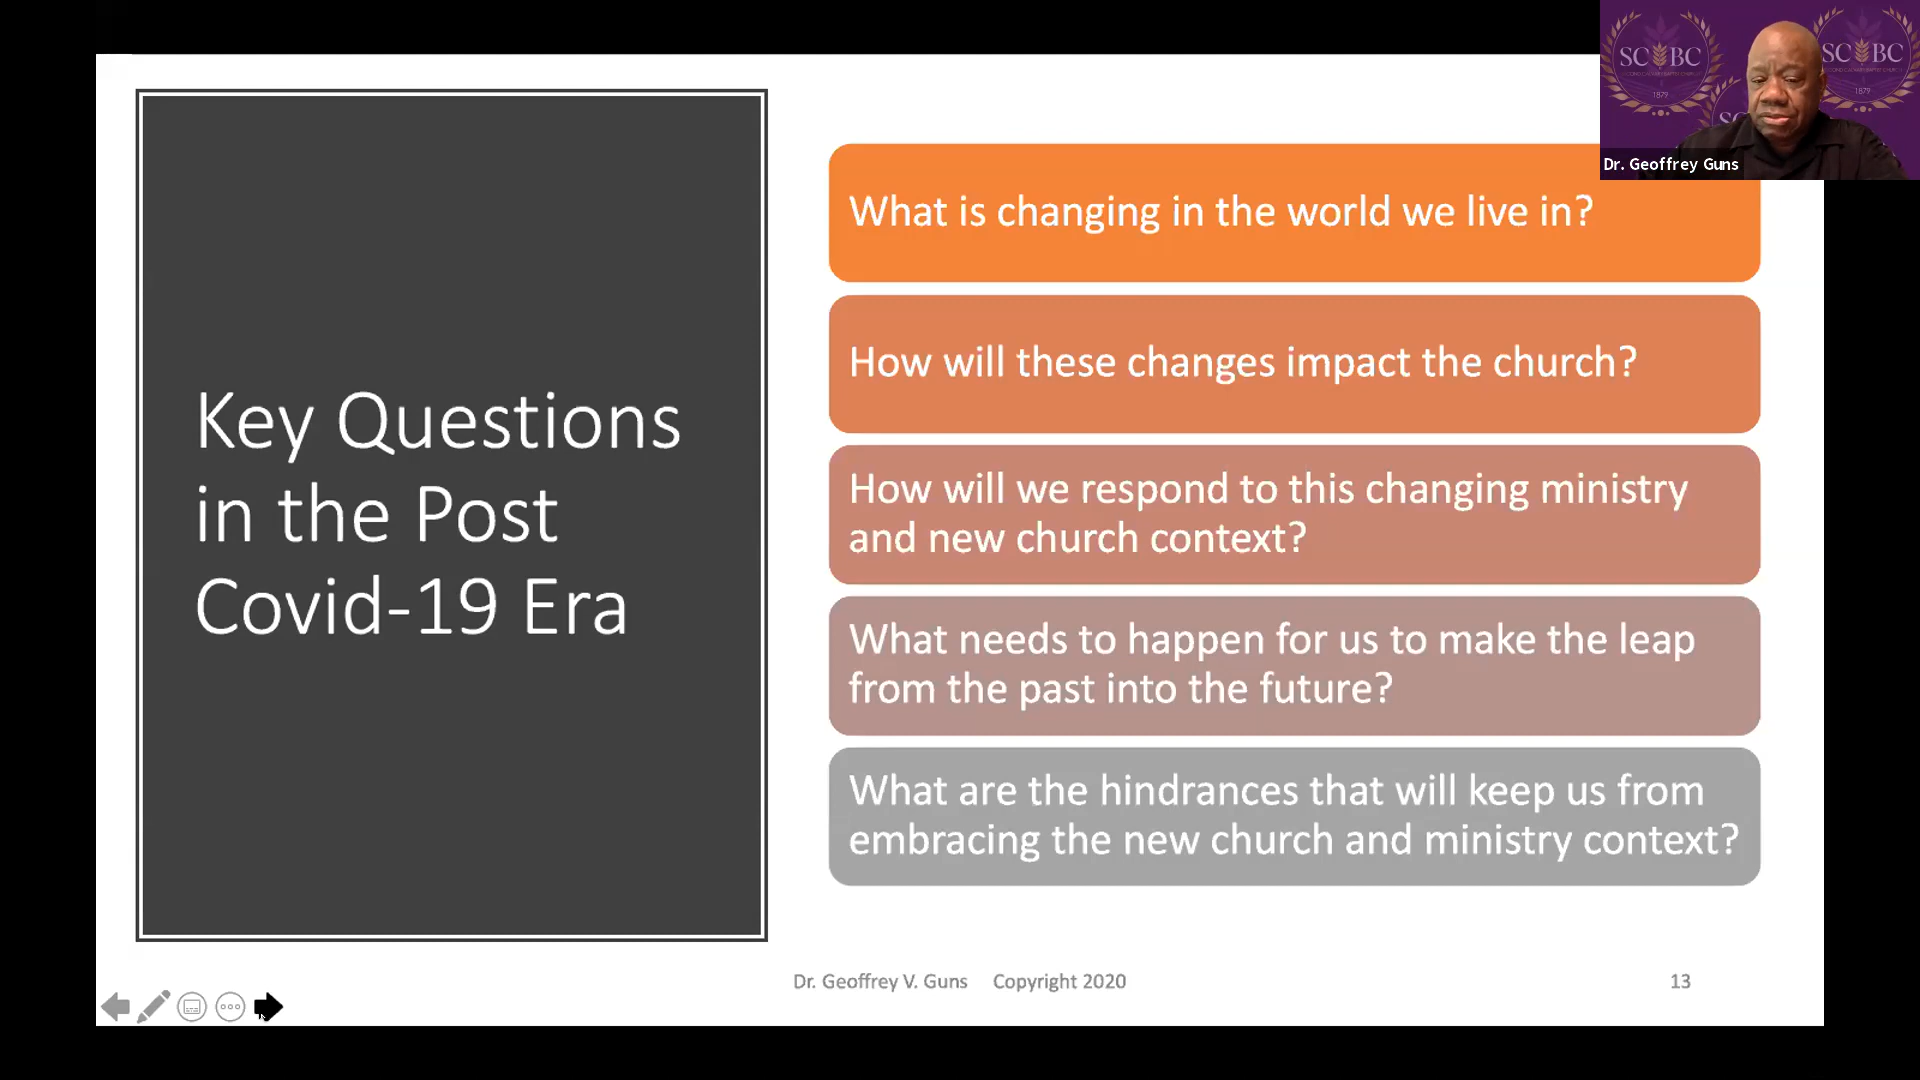 Key Questions
in the Post
Covid-19 Era
What is changing in the world we live in?
How will these changes impact the church?
How will we respond to this changing ministry
and new church context?
What needs to happen for us to make the leap
from the past into the future?
What are the hindrances that will keep us from
embracing the new church and ministry context?
Dr. Geoffrey V. Guns Copyright 2020
13
SC BC
1879
SC BC
1879
SC
Dr. Geoffrey Guns